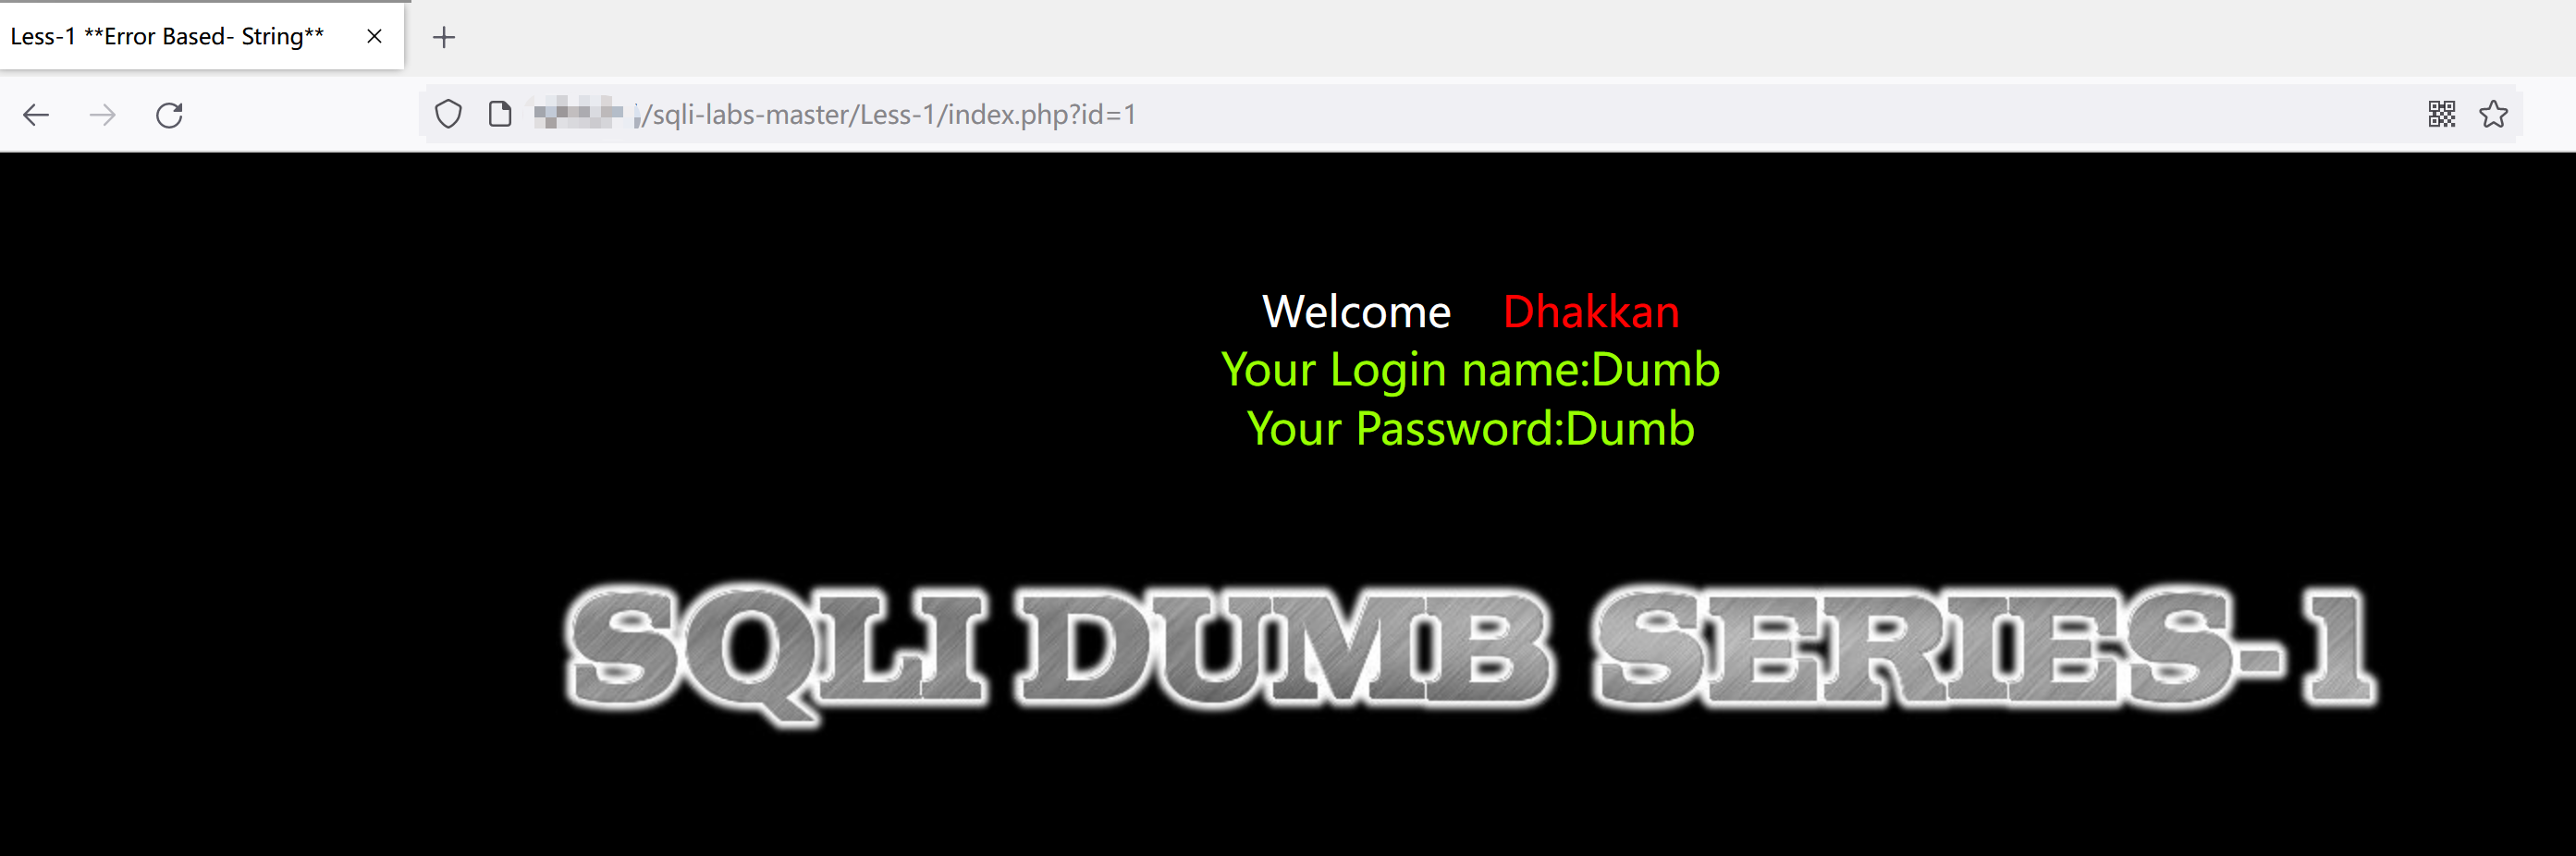 Less-1 **Error Based- String**
/sqli-labs-master/Less-1/index.php?id=1
Welcome Dhakkan
Your Login name:Dumb
Your Password:Dumb
SQLI DUMB SERIES-1